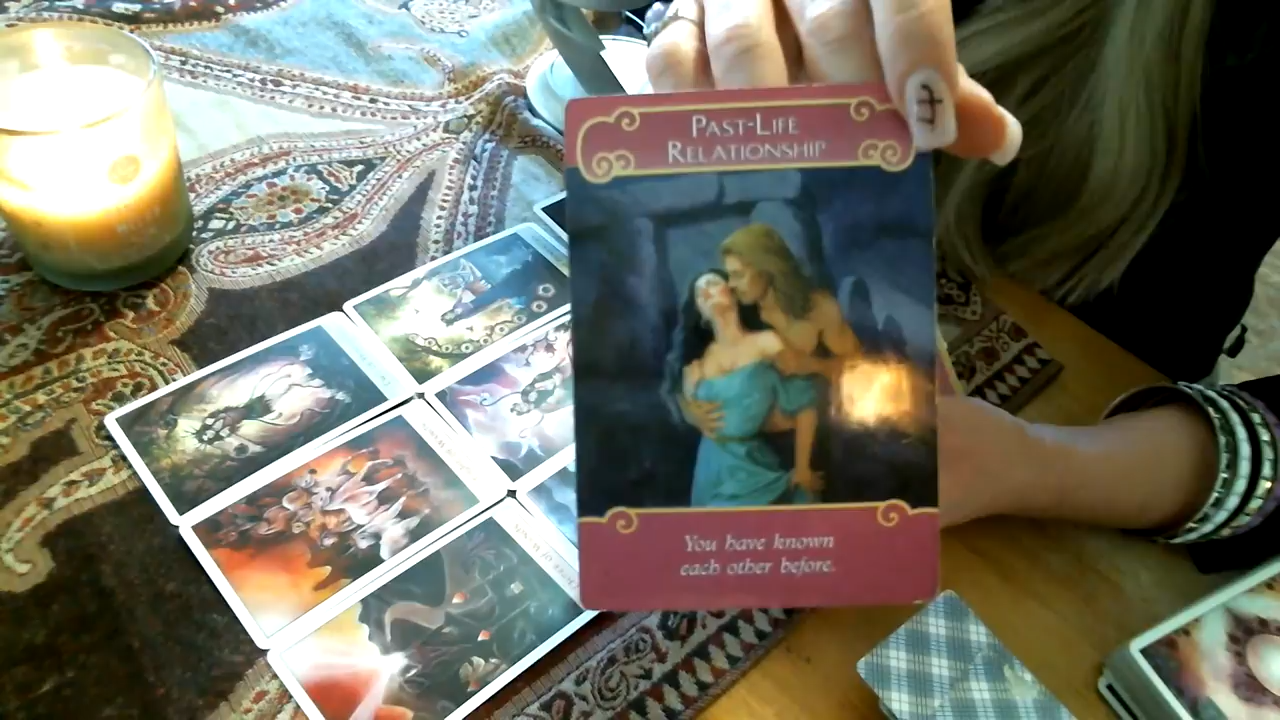 PAST-LIFE
RELATIONSHIP
You have known
each other before.